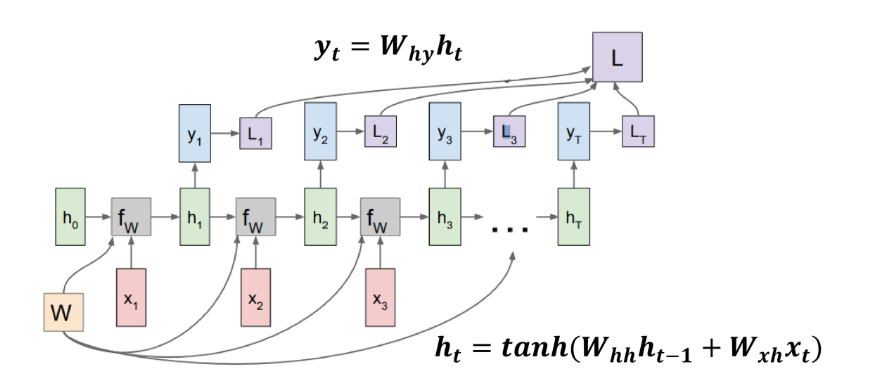 y_t = W_{hy}h_t
L
y_1 L_1 y_2 L_2 y_3 L_3 y_T L_T
h_0 f_W h_1 f_W h_2 f_W h_3 ... h_T
W x_1 x_2 x_3
h_t = tanh(W_{hh}h_{t-1} + W_{xh}x_t)